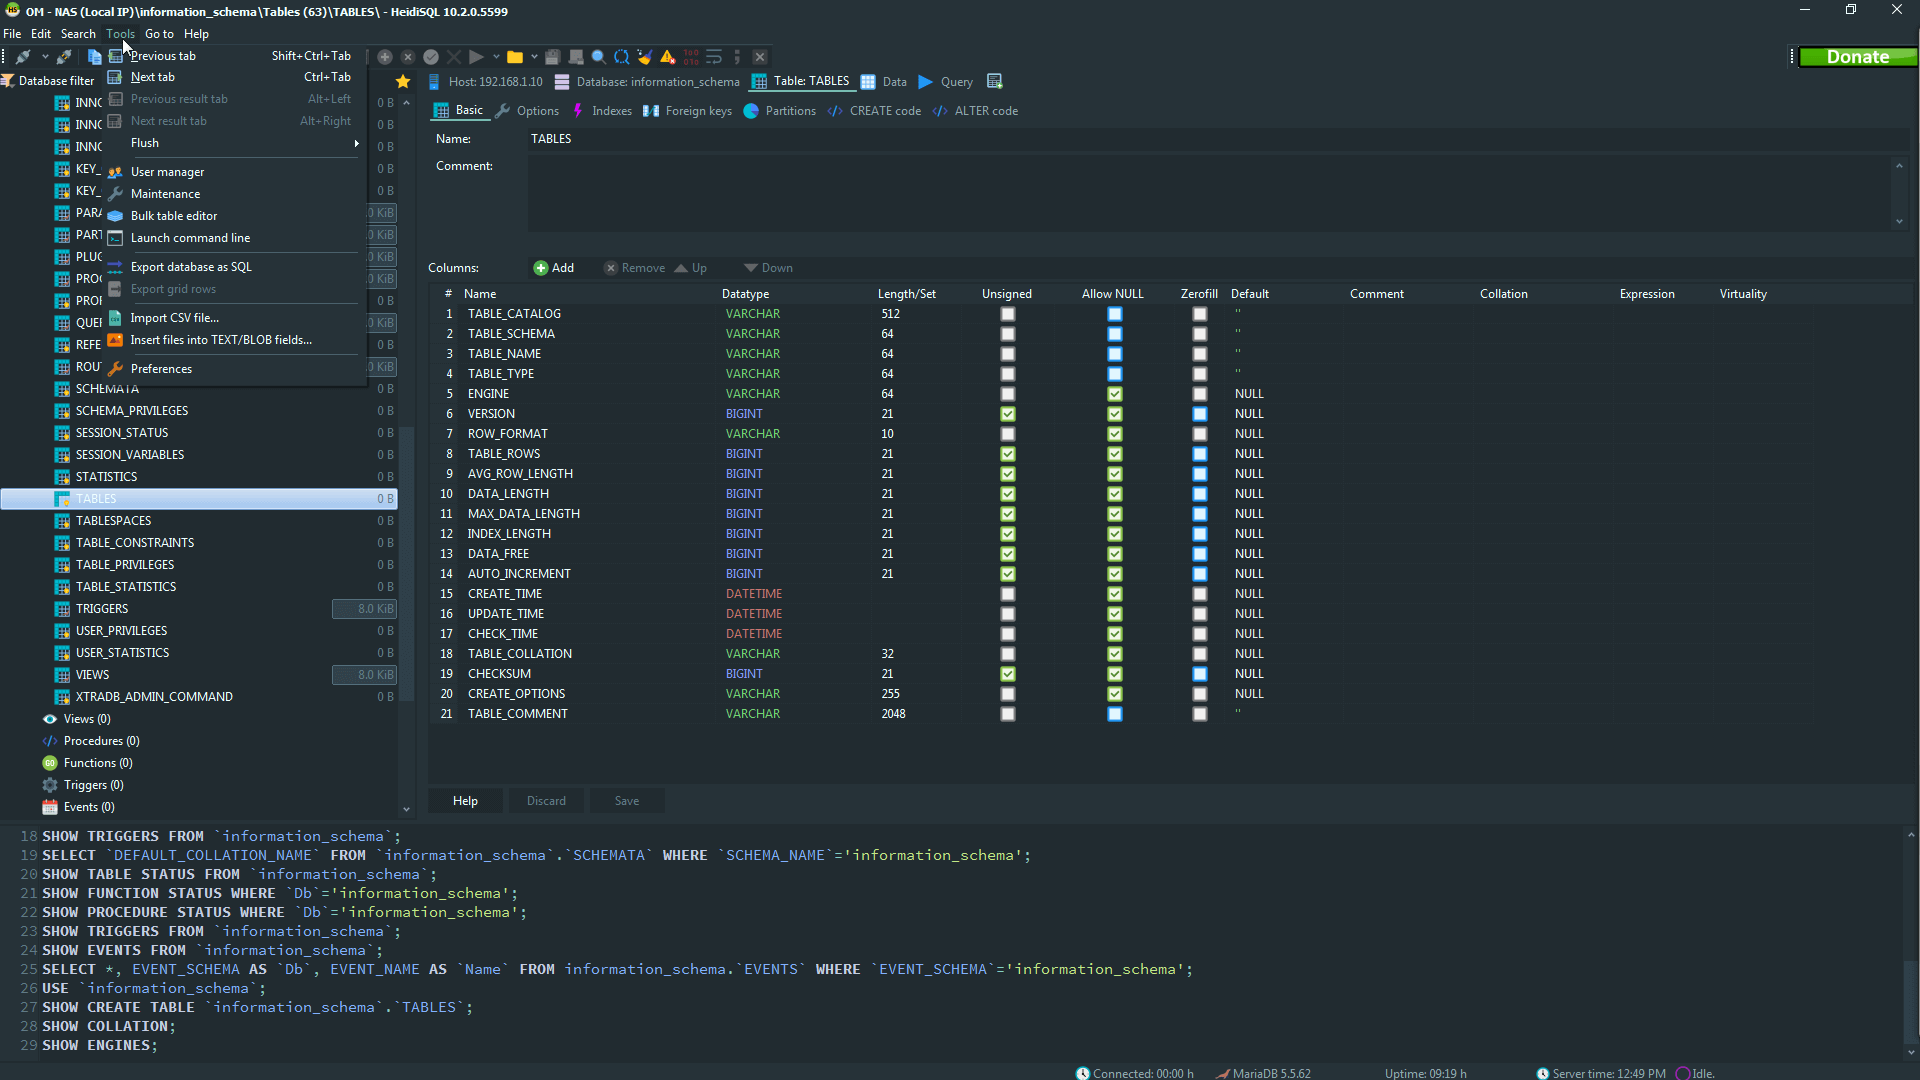 OM - NAS (Local IP)\information_schema\Tables (63)\TABLES\ - HeidiSQL 10.2.0.5599
File Edit Search Tools Go to Help
Donate
Database filter
Previous tab Shift+Ctrl+Tab
Next tab Ctrl+Tab
Previous result tab Alt+Left
Next result tab Alt+Right
Flush
User manager
Maintenance
Bulk table editor
Launch command line
Export database as SQL
Export grid rows
Import CSV file...
Insert files into TEXT/BLOB fields...
Preferences
INNO 0 B
INNO 0 B
INNO 0 B
KEY_ 0 B
KEY_ 0 B
PARA .0 KiB
PART .0 KiB
PLUG .0 KiB
PROC .0 KiB
PROF 0 B
QUER .0 KiB
REFE 0 B
ROUT .0 KiB
SCHEMATA 0 B
SCHEMA_PRIVILEGES 0 B
SESSION_STATUS 0 B
SESSION_VARIABLES 0 B
STATISTICS 0 B
TABLES 0 B
TABLESPACES 0 B
TABLE_CONSTRAINTS 0 B
TABLE_PRIVILEGES 0 B
TABLE_STATISTICS 0 B
TRIGGERS 8.0 KiB
USER_PRIVILEGES 0 B
USER_STATISTICS 0 B
VIEWS 8.0 KiB
XTRADB_ADMIN_COMMAND 0 B
Views (0)
Procedures (0)
Functions (0)
Triggers (0)
Events (0)
Host: 192.168.1.10 Database: information_schema Table: TABLES Data Query
Basic Options Indexes Foreign keys Partitions CREATE code ALTER code
Name: TABLES
Comment:
Columns: Add Remove Up Down
# Name Datatype Length/Set Unsigned Allow NULL Zerofill Default Comment Collation Expression Virtuality
1 TABLE_CATALOG VARCHAR 512 ''
2 TABLE_SCHEMA VARCHAR 64 ''
3 TABLE_NAME VARCHAR 64 ''
4 TABLE_TYPE VARCHAR 64 ''
5 ENGINE VARCHAR 64 NULL
6 VERSION BIGINT 21 NULL
7 ROW_FORMAT VARCHAR 10 NULL
8 TABLE_ROWS BIGINT 21 NULL
9 AVG_ROW_LENGTH BIGINT 21 NULL
10 DATA_LENGTH BIGINT 21 NULL
11 MAX_DATA_LENGTH BIGINT 21 NULL
12 INDEX_LENGTH BIGINT 21 NULL
13 DATA_FREE BIGINT 21 NULL
14 AUTO_INCREMENT BIGINT 21 NULL
15 CREATE_TIME DATETIME NULL
16 UPDATE_TIME DATETIME NULL
17 CHECK_TIME DATETIME NULL
18 TABLE_COLLATION VARCHAR 32 NULL
19 CHECKSUM BIGINT 21 NULL
20 CREATE_OPTIONS VARCHAR 255 NULL
21 TABLE_COMMENT VARCHAR 2048 ''
Help Discard Save
18 SHOW TRIGGERS FROM `information_schema`;
19 SELECT `DEFAULT_COLLATION_NAME` FROM `information_schema`.`SCHEMATA` WHERE `SCHEMA_NAME`='information_schema';
20 SHOW TABLE STATUS FROM `information_schema`;
21 SHOW FUNCTION STATUS WHERE `Db`='information_schema';
22 SHOW PROCEDURE STATUS WHERE `Db`='information_schema';
23 SHOW TRIGGERS FROM `information_schema`;
24 SHOW EVENTS FROM `information_schema`;
25 SELECT *, EVENT_SCHEMA AS `Db`, EVENT_NAME AS `Name` FROM information_schema.`EVENTS` WHERE `EVENT_SCHEMA`='information_schema';
26 USE `information_schema`;
27 SHOW CREATE TABLE `information_schema`.`TABLES`;
28 SHOW COLLATION;
29 SHOW ENGINES;
Connected: 00:00 h MariaDB 5.5.62 Uptime: 09:19 h Server time: 12:49 PM Idle.